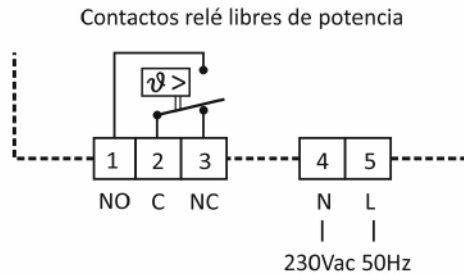 Contactos relé libres de potencia
ϑ >
1 2 3 4 5
NO C NC N L
230Vac 50Hz